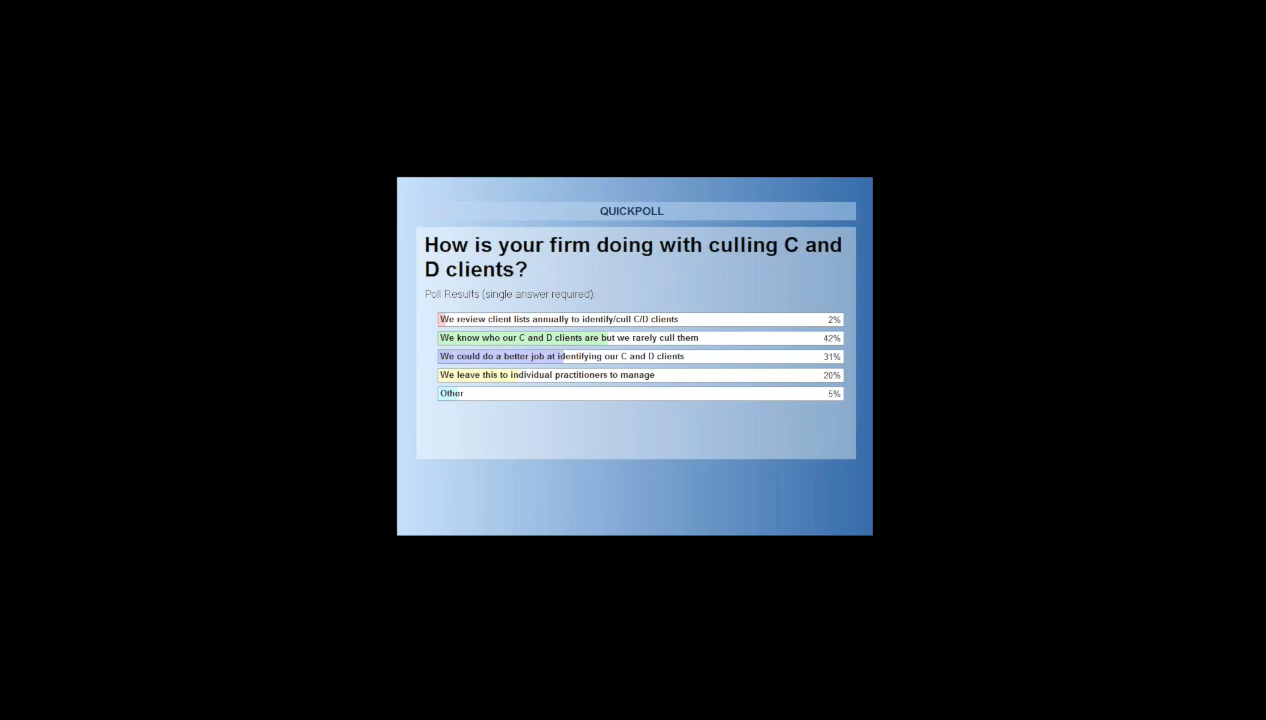 QUICKPOLL
How is your firm doing with culling C and
D clients?
Poll Results (single answer required):
We review client lists annually to identify/cull C/D clients 2%
We know who our C and D clients are but we rarely cull them 42%
We could do a better job at identifying our C and D clients 31%
We leave this to individual practitioners to manage 20%
Other 5%